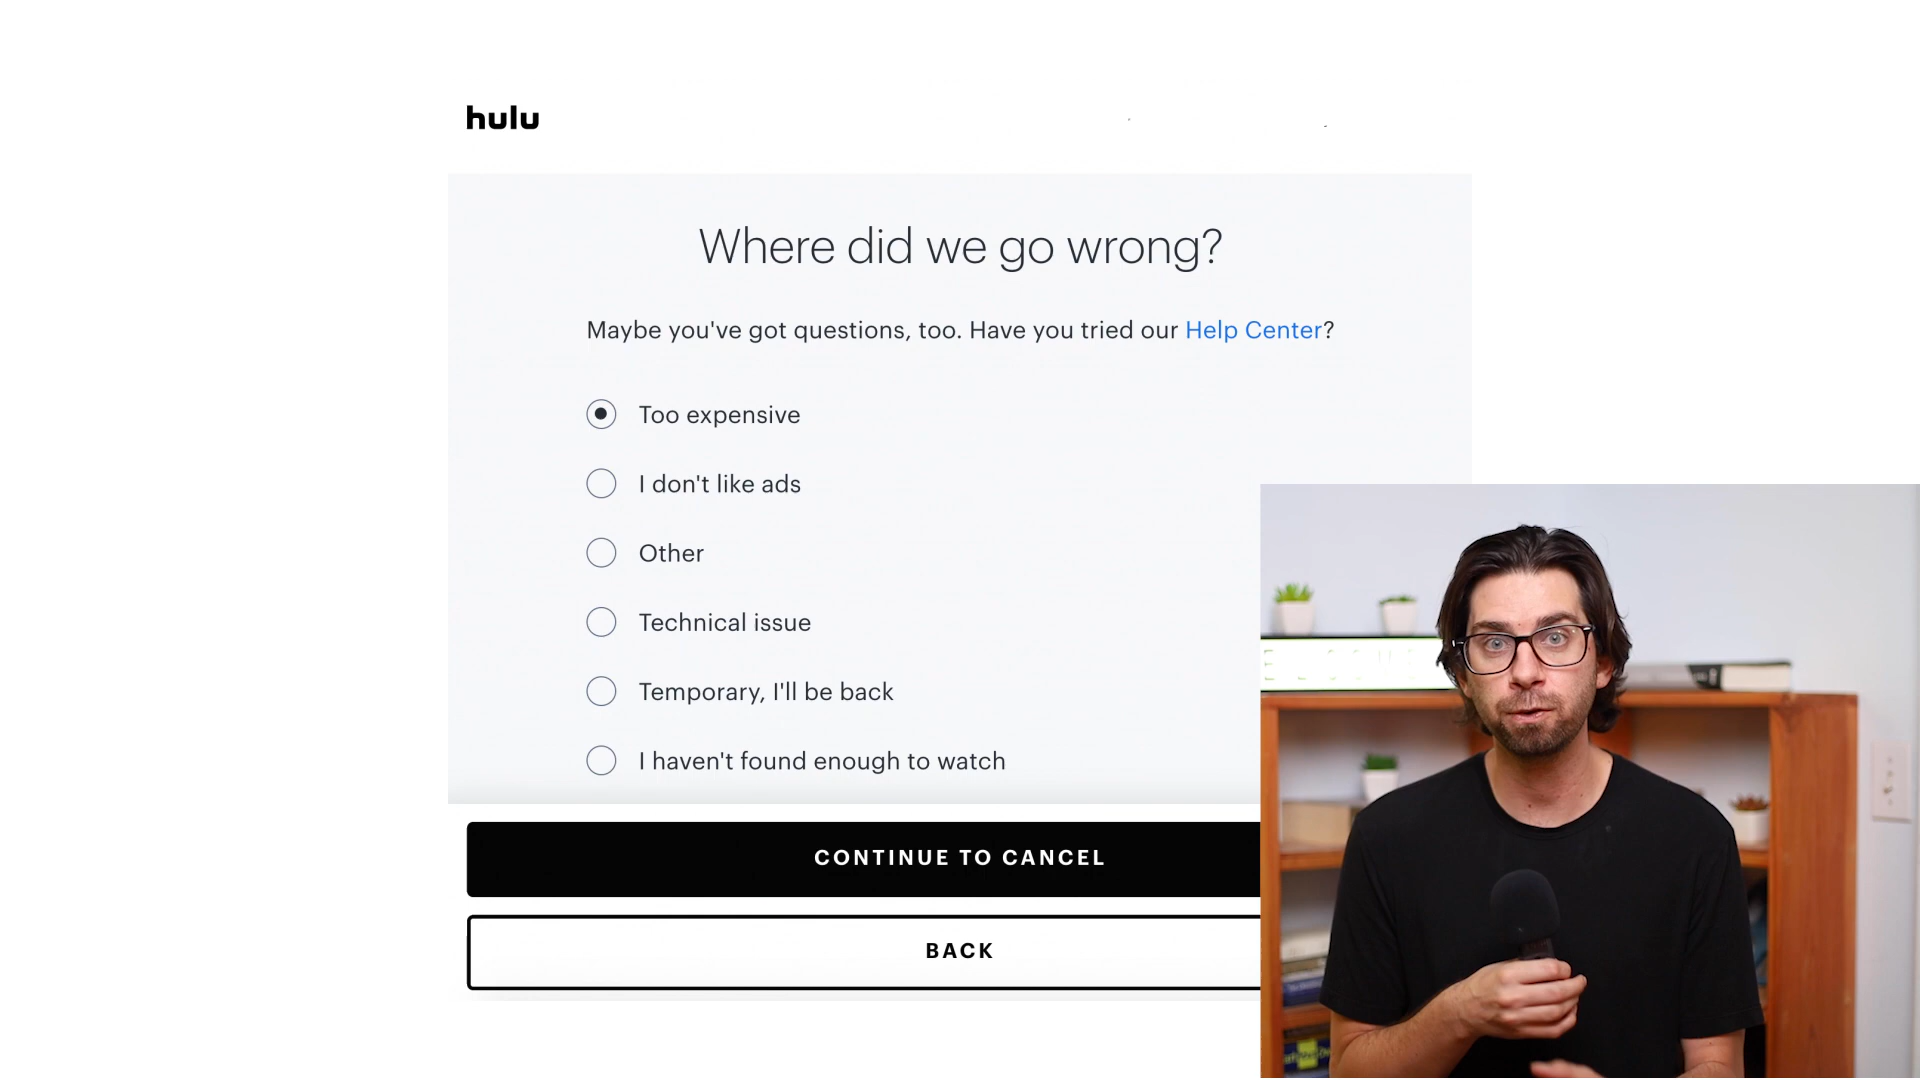 hulu
Where did we go wrong?
Maybe you've got questions, too. Have you tried our Help Center?
Too expensive
I don't like ads
Other
Technical issue
Temporary, I'll be back
I haven't found enough to watch
CONTINUE TO CANCEL
BACK